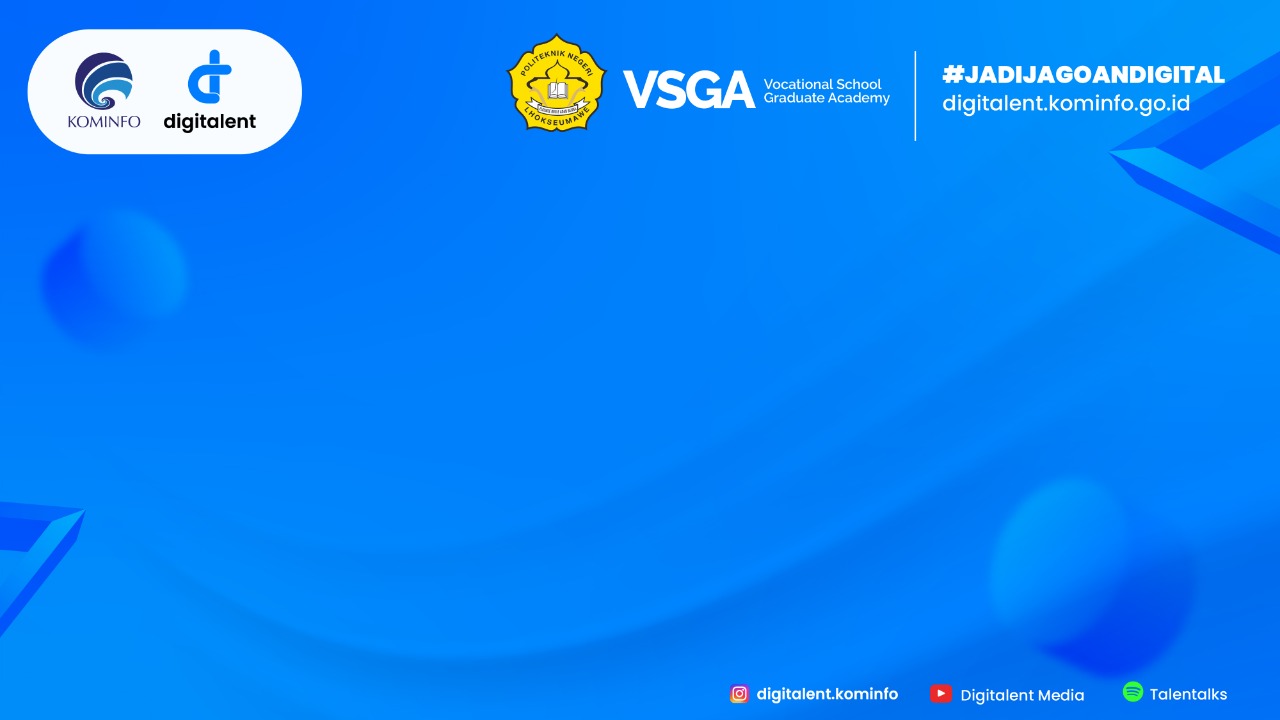 KOMINFO
digitalent
POLITEKNIK NEGERI
LHOKSEUMAWE
VSGA
Vocational School
Graduate Academy
#JADIJAGOANDIGITAL
digitalent.kominfo.go.id
digitalent.kominfo
Digitalent Media
Talentalks